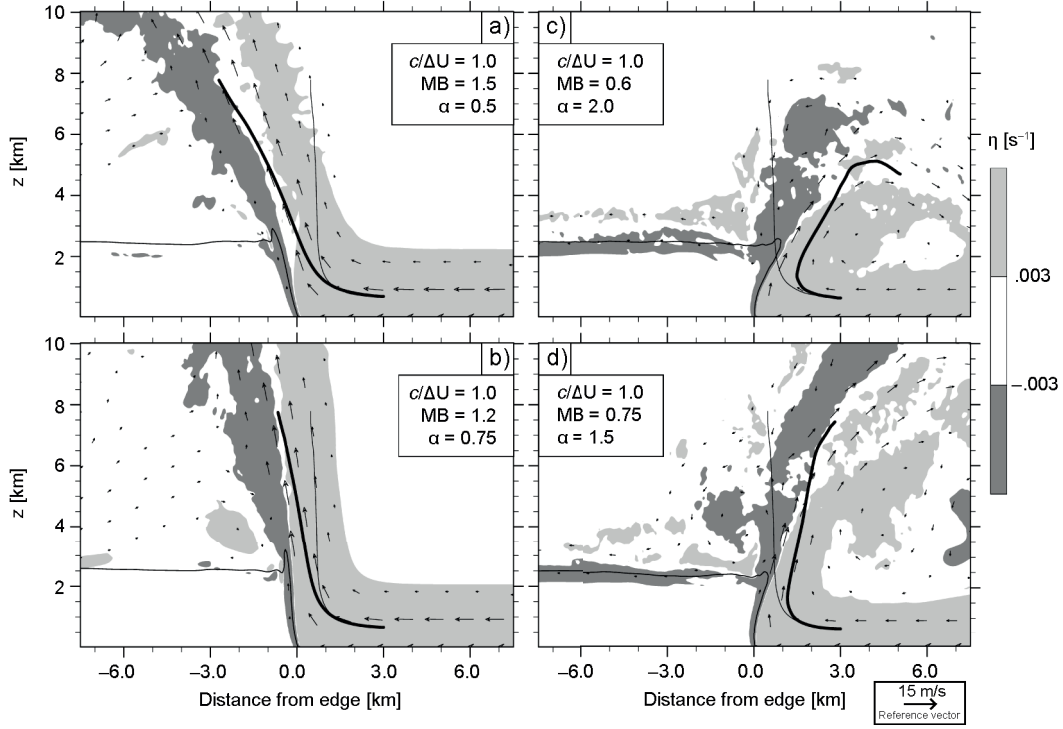 a)
c/ΔU = 1.0
MB = 1.5
α = 0.5
10
8
6
4
2
z [km]
c)
c/ΔU = 1.0
MB = 0.6
α = 2.0
η [s⁻¹]
.003
−.003
b)
c/ΔU = 1.0
MB = 1.2
α = 0.75
10
8
6
4
2
z [km]
−6.0 −3.0 0.0 3.0 6.0
Distance from edge [km]
d)
c/ΔU = 1.0
MB = 0.75
α = 1.5
−6.0 −3.0 0.0 3.0 6.0
Distance from edge [km]
15 m/s
Reference vector